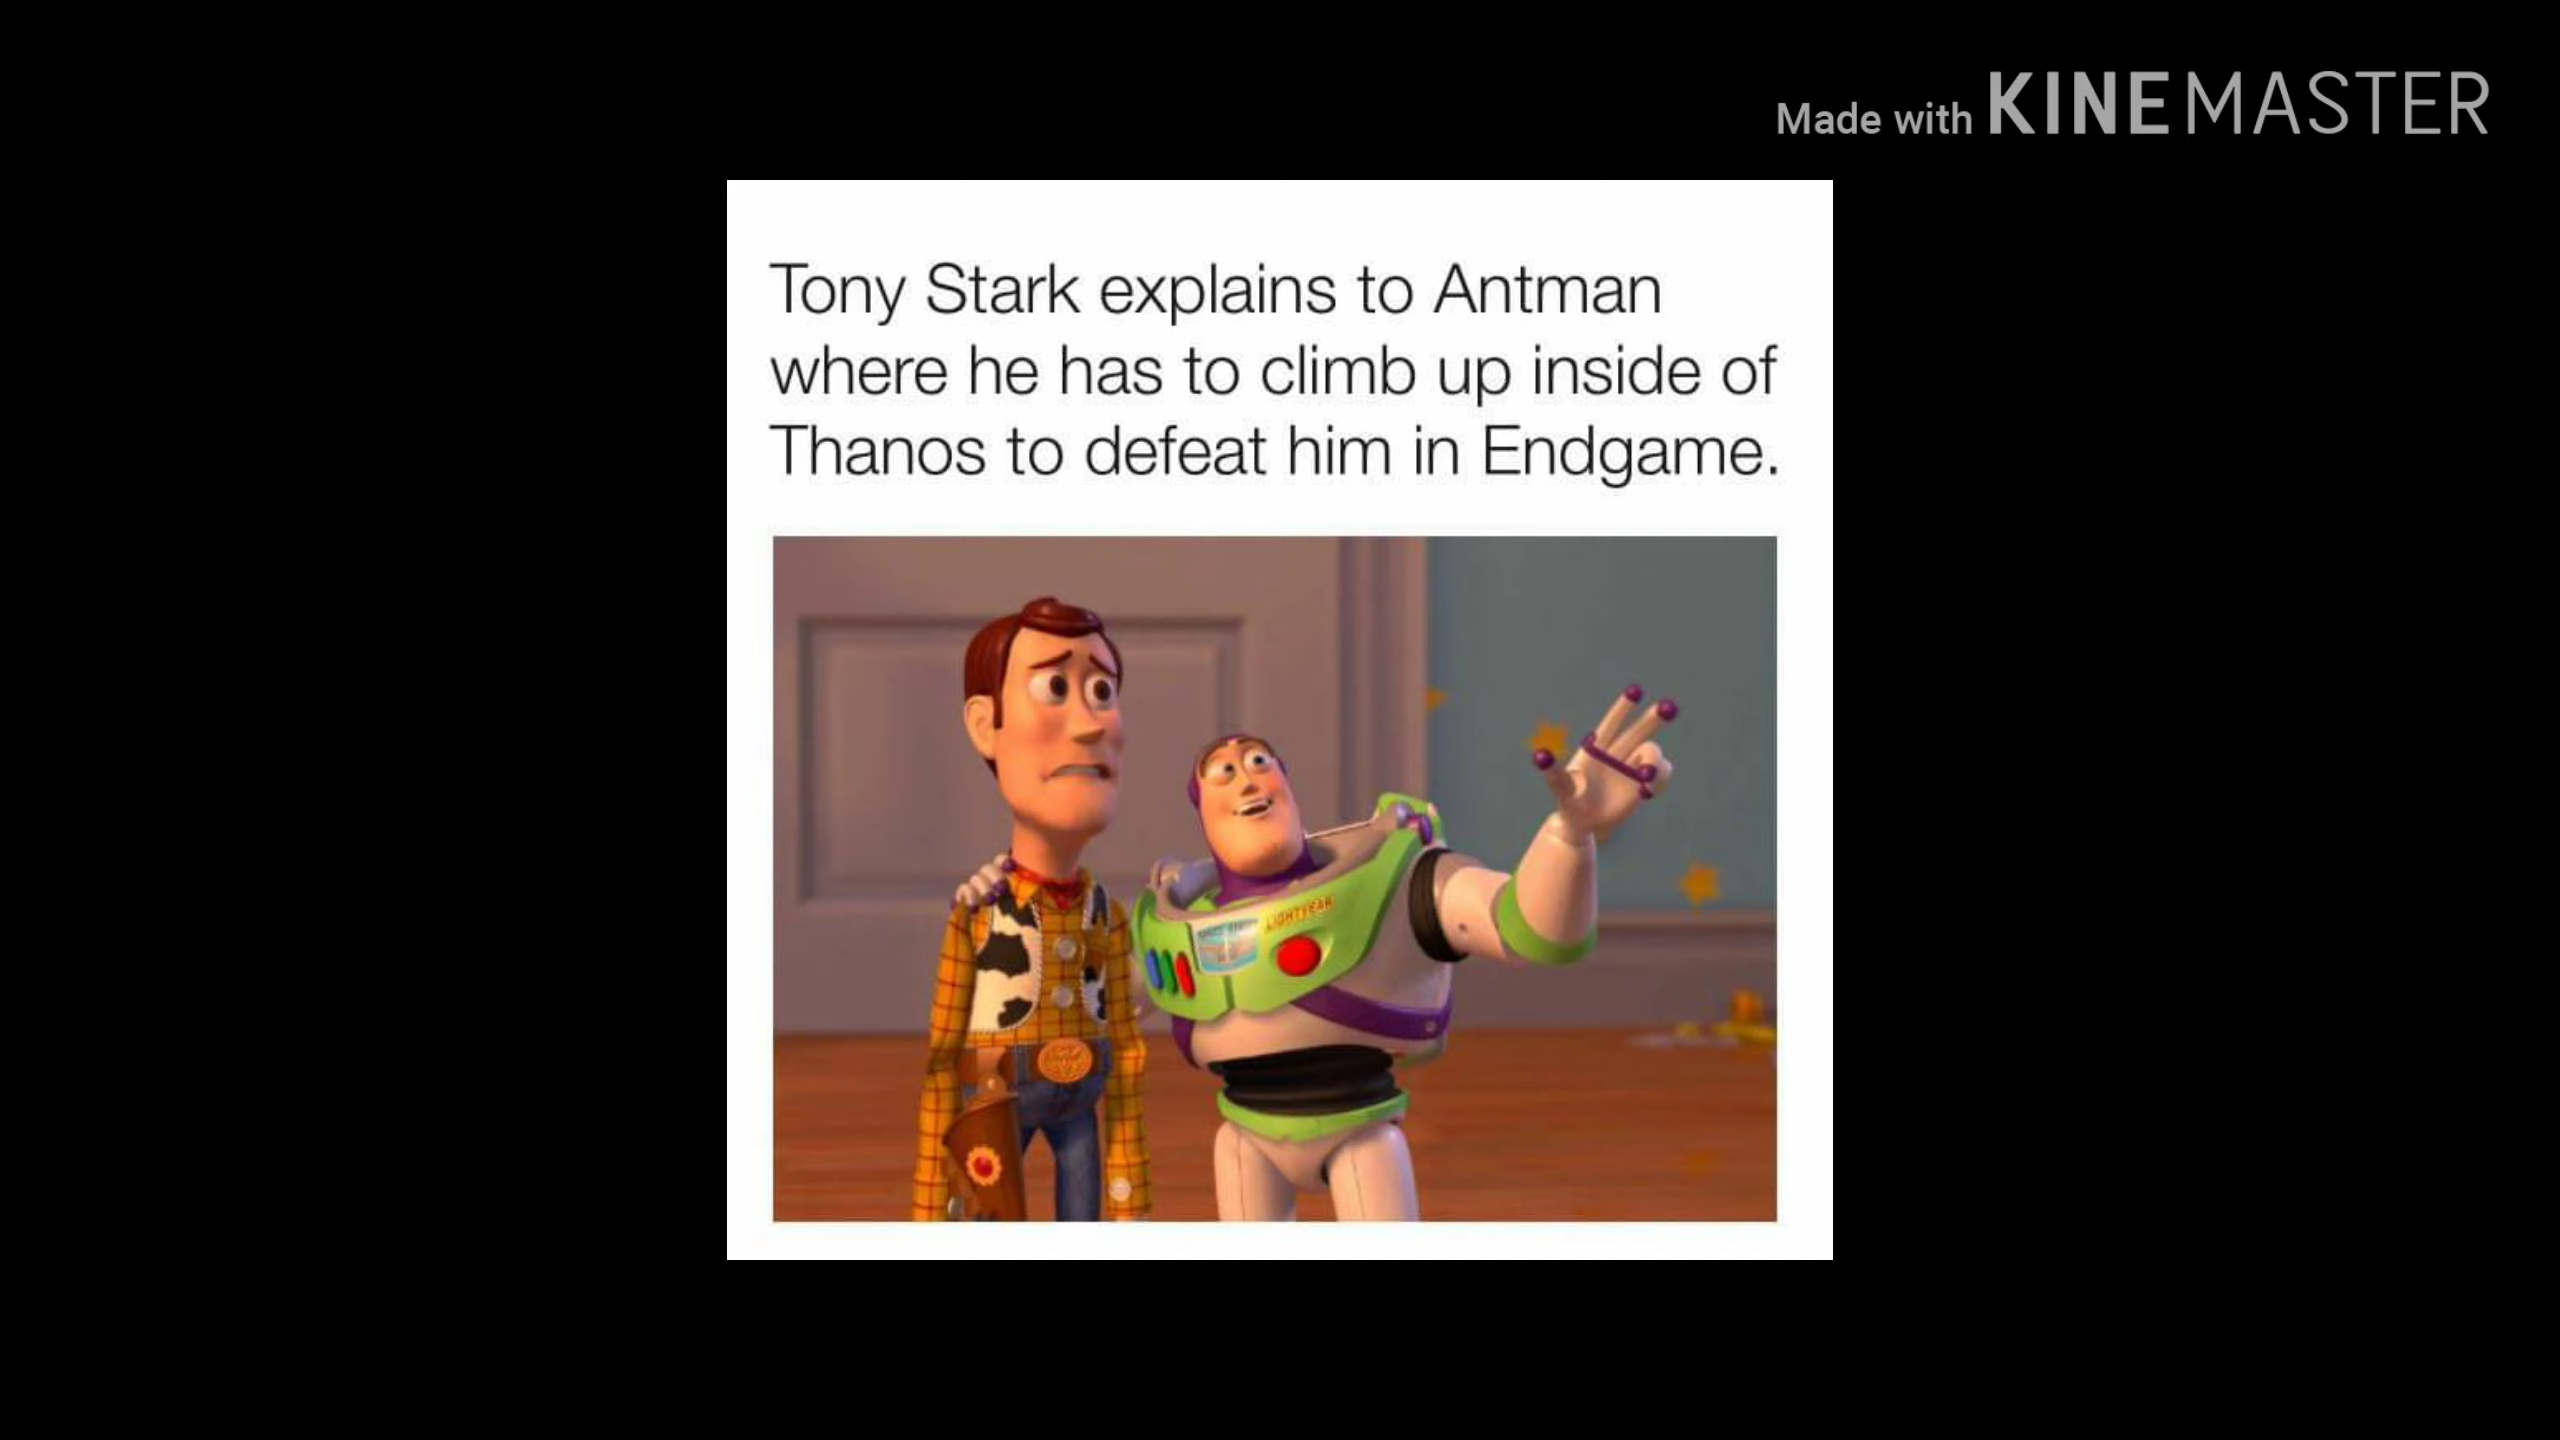 Made with KINEMASTER
Tony Stark explains to Antman
where he has to climb up inside of
Thanos to defeat him in Endgame.
LIGHTYEAR